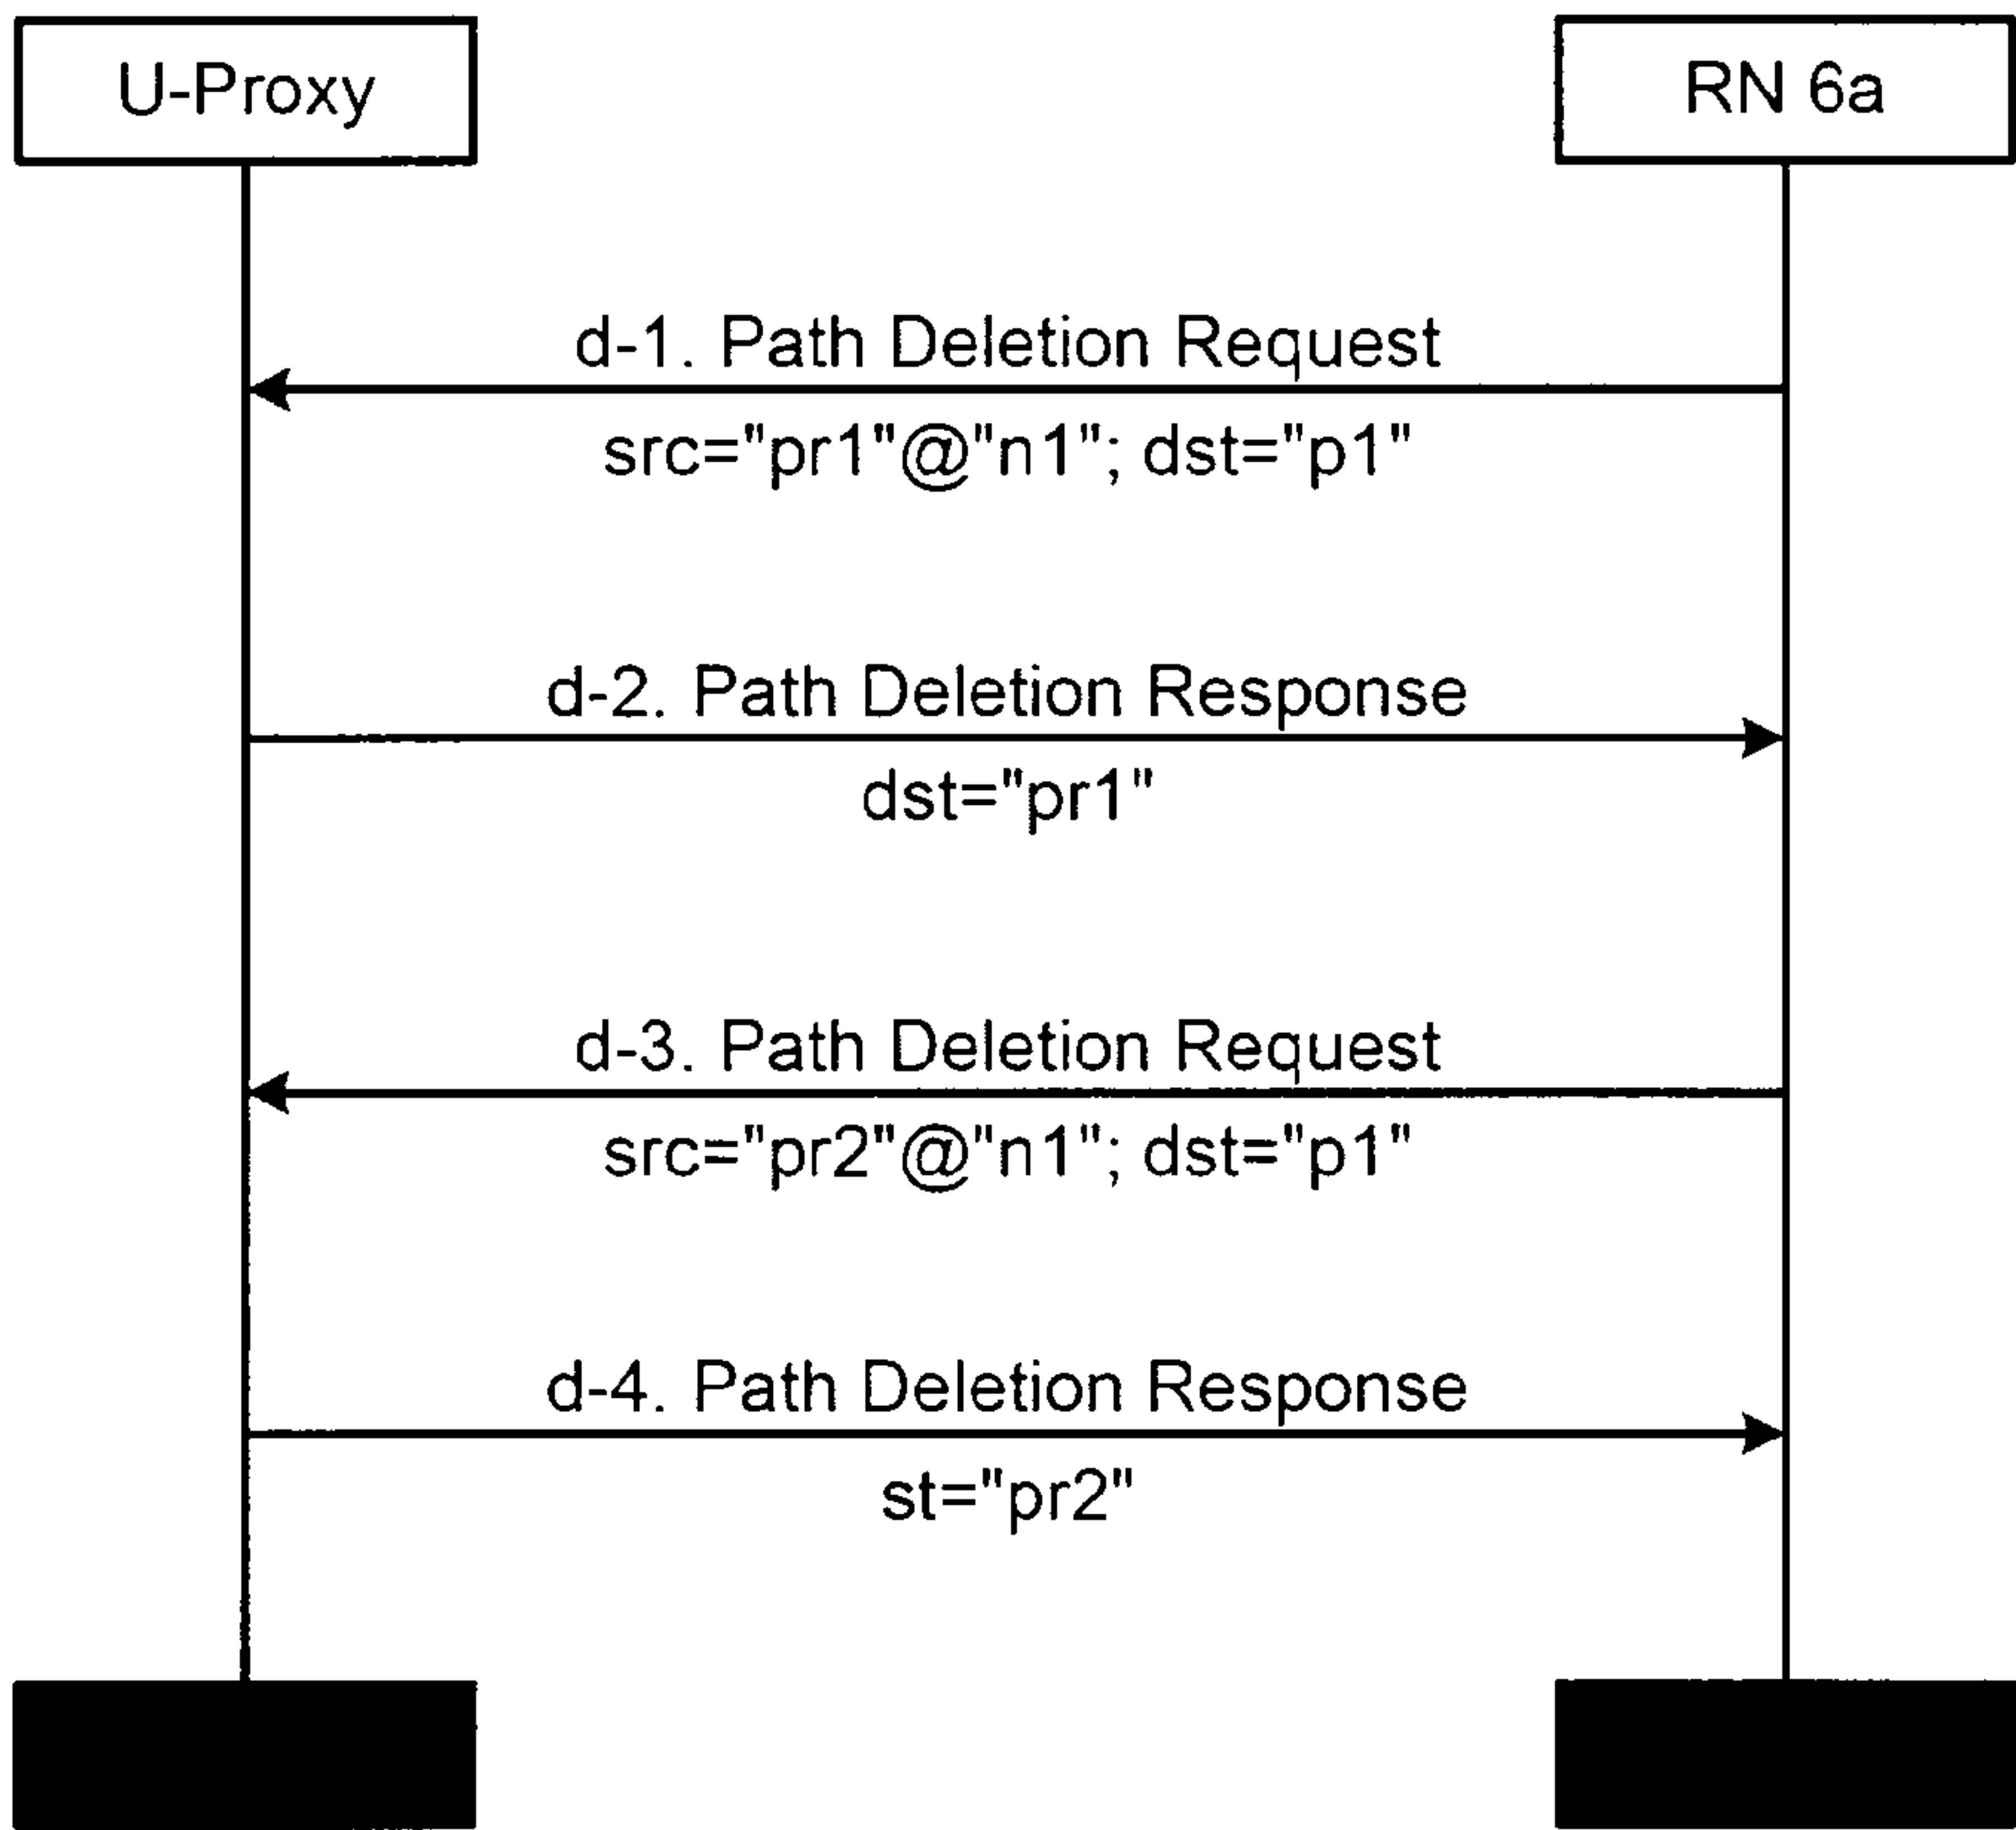 U-Proxy
RN 6a
d-1. Path Deletion Request
src="pr1"@"n1"; dst="p1"
d-2. Path Deletion Response
dst="pr1"
d-3. Path Deletion Request
src="pr2"@"n1"; dst="p1"
d-4. Path Deletion Response
st="pr2"